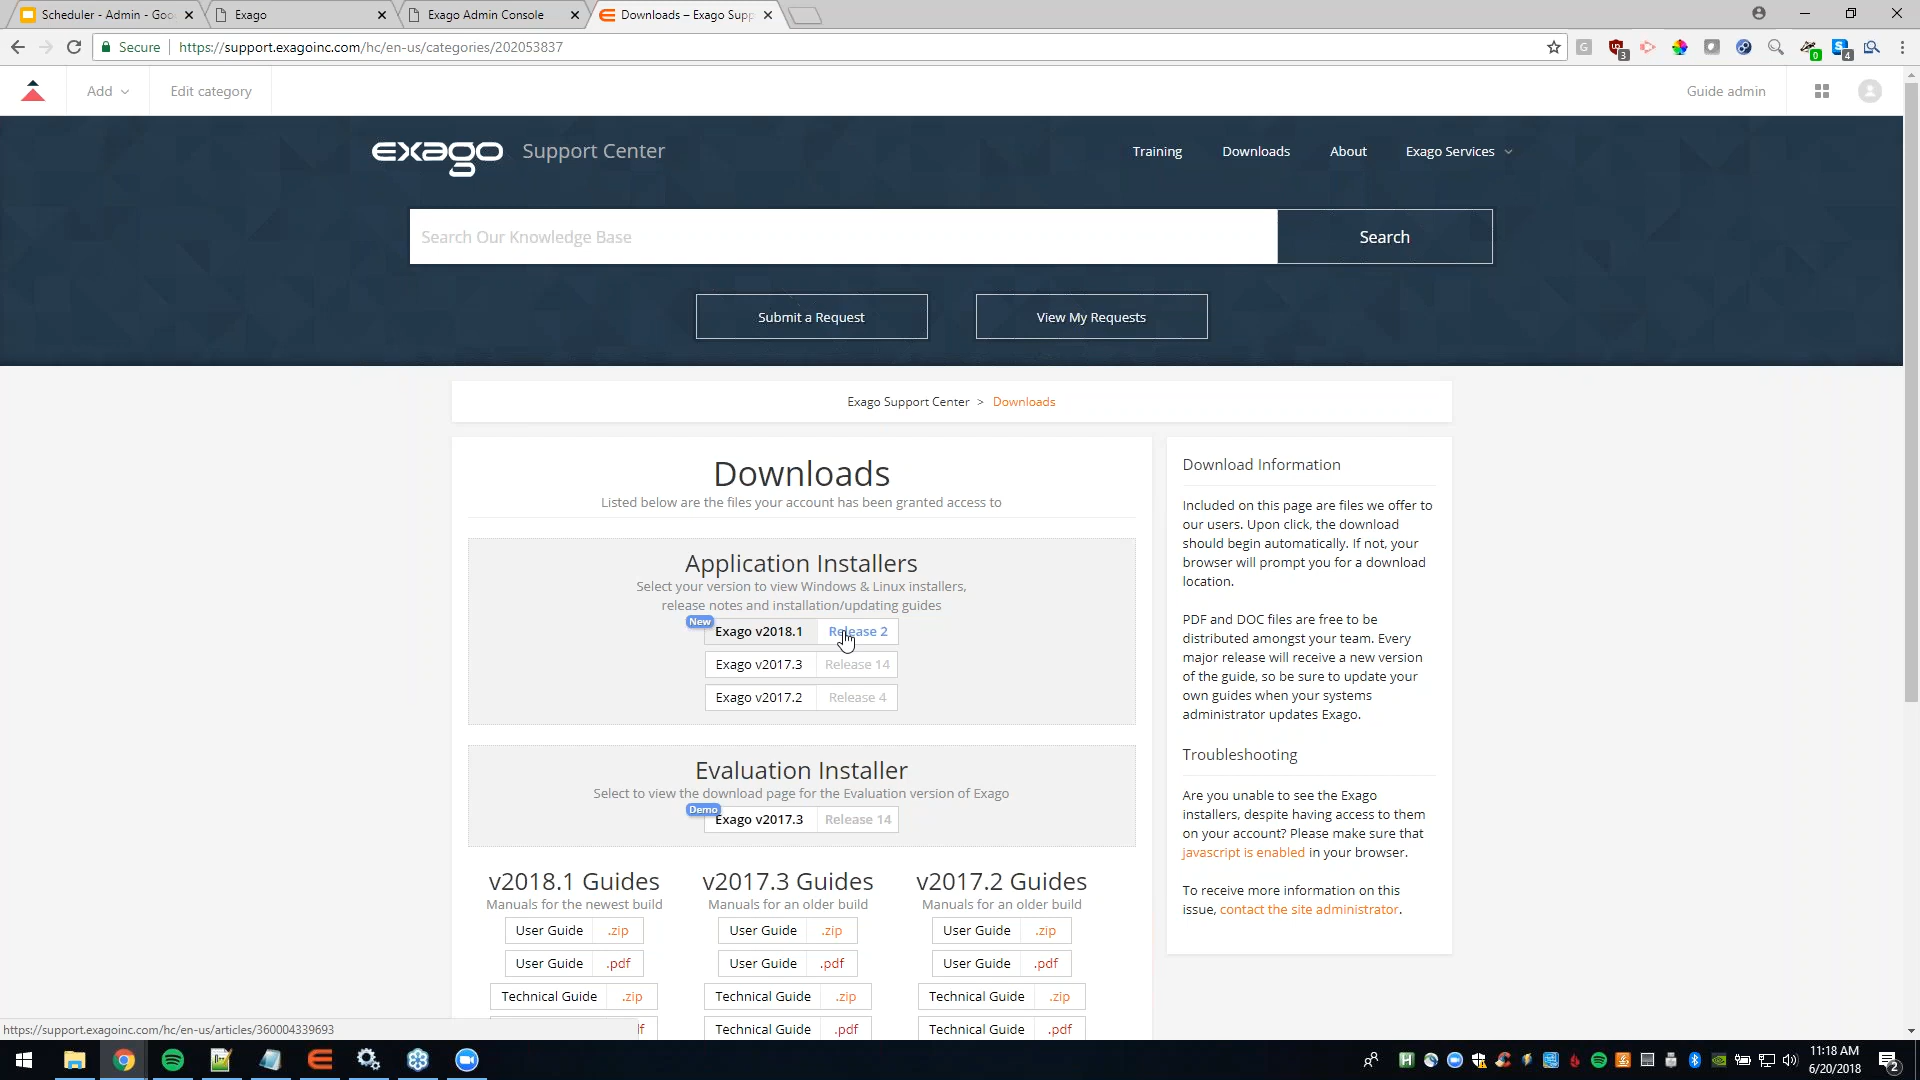 Scheduler - Admin - Goo
Exago
Exago Admin Console
Downloads – Exago Supp
Secure
https://support.exagoinc.com/hc/en-us/categories/202053837
3
0
4
Add
Edit category
Guide admin
exago Support Center
Training
Downloads
About
Exago Services
Search Our Knowledge Base
Search
Submit a Request
View My Requests
Exago Support Center > Downloads
Downloads
Listed below are the files your account has been granted access to
Application Installers
Select your version to view Windows & Linux installers,
release notes and installation/updating guides
New
Exago v2018.1 Release 2
Exago v2017.3 Release 14
Exago v2017.2 Release 4
Evaluation Installer
Select to view the download page for the Evaluation version of Exago
Demo
Exago v2017.3 Release 14
v2018.1 Guides
Manuals for the newest build
User Guide .zip
User Guide .pdf
Technical Guide .zip
v2017.3 Guides
Manuals for an older build
User Guide .zip
User Guide .pdf
Technical Guide .zip
Technical Guide .pdf
v2017.2 Guides
Manuals for an older build
User Guide .zip
User Guide .pdf
Technical Guide .zip
Technical Guide .pdf
Download Information
Included on this page are files we offer to
our users. Upon click, the download
should begin automatically. If not, your
browser will prompt you for a download
location.
PDF and DOC files are free to be
distributed amongst your team. Every
major release will receive a new version
of the guide, so be sure to update your
own guides when your systems
administrator updates Exago.
Troubleshooting
Are you unable to see the Exago
installers, despite having access to them
on your account? Please make sure that
javascript is enabled in your browser.
To receive more information on this
issue, contact the site administrator.
https://support.exagoinc.com/hc/en-us/articles/360004339693
11:18 AM
6/20/2018
2